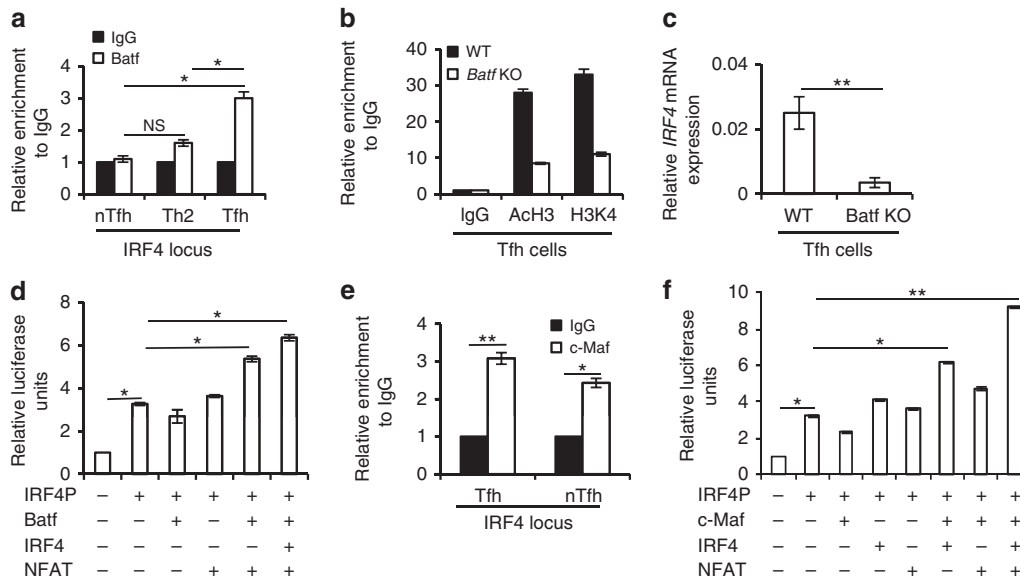 a
IgG
Batf
Relative enrichment
to IgG
4
3
2
1
0
*
*
NS
nTfh Th2 Tfh
IRF4 locus
b
WT
Batf KO
Relative enrichment
to IgG
40
30
20
10
0
IgG AcH3 H3K4
Tfh cells
c
Relative IRF4 mRNA
expression
0.04
0.02
0
**
WT Batf KO
Tfh cells
d
Relative luciferase
units
8
6
4
2
0
*
*
*
IRF4P – + + + + +
Batf – – + – + +
IRF4 – – – – – +
NFAT – – – + + +
e
IgG
c-Maf
Relative enrichment
to IgG
4
3
2
1
0
**
*
Tfh nTfh
IRF4 locus
f
Relative luciferase
units
10
8
6
4
2
0
**
*
*
IRF4P – + + + + + + +
c-Maf – – + – – + + +
IRF4 – – – + – + – +
NFAT – – – – + – + +